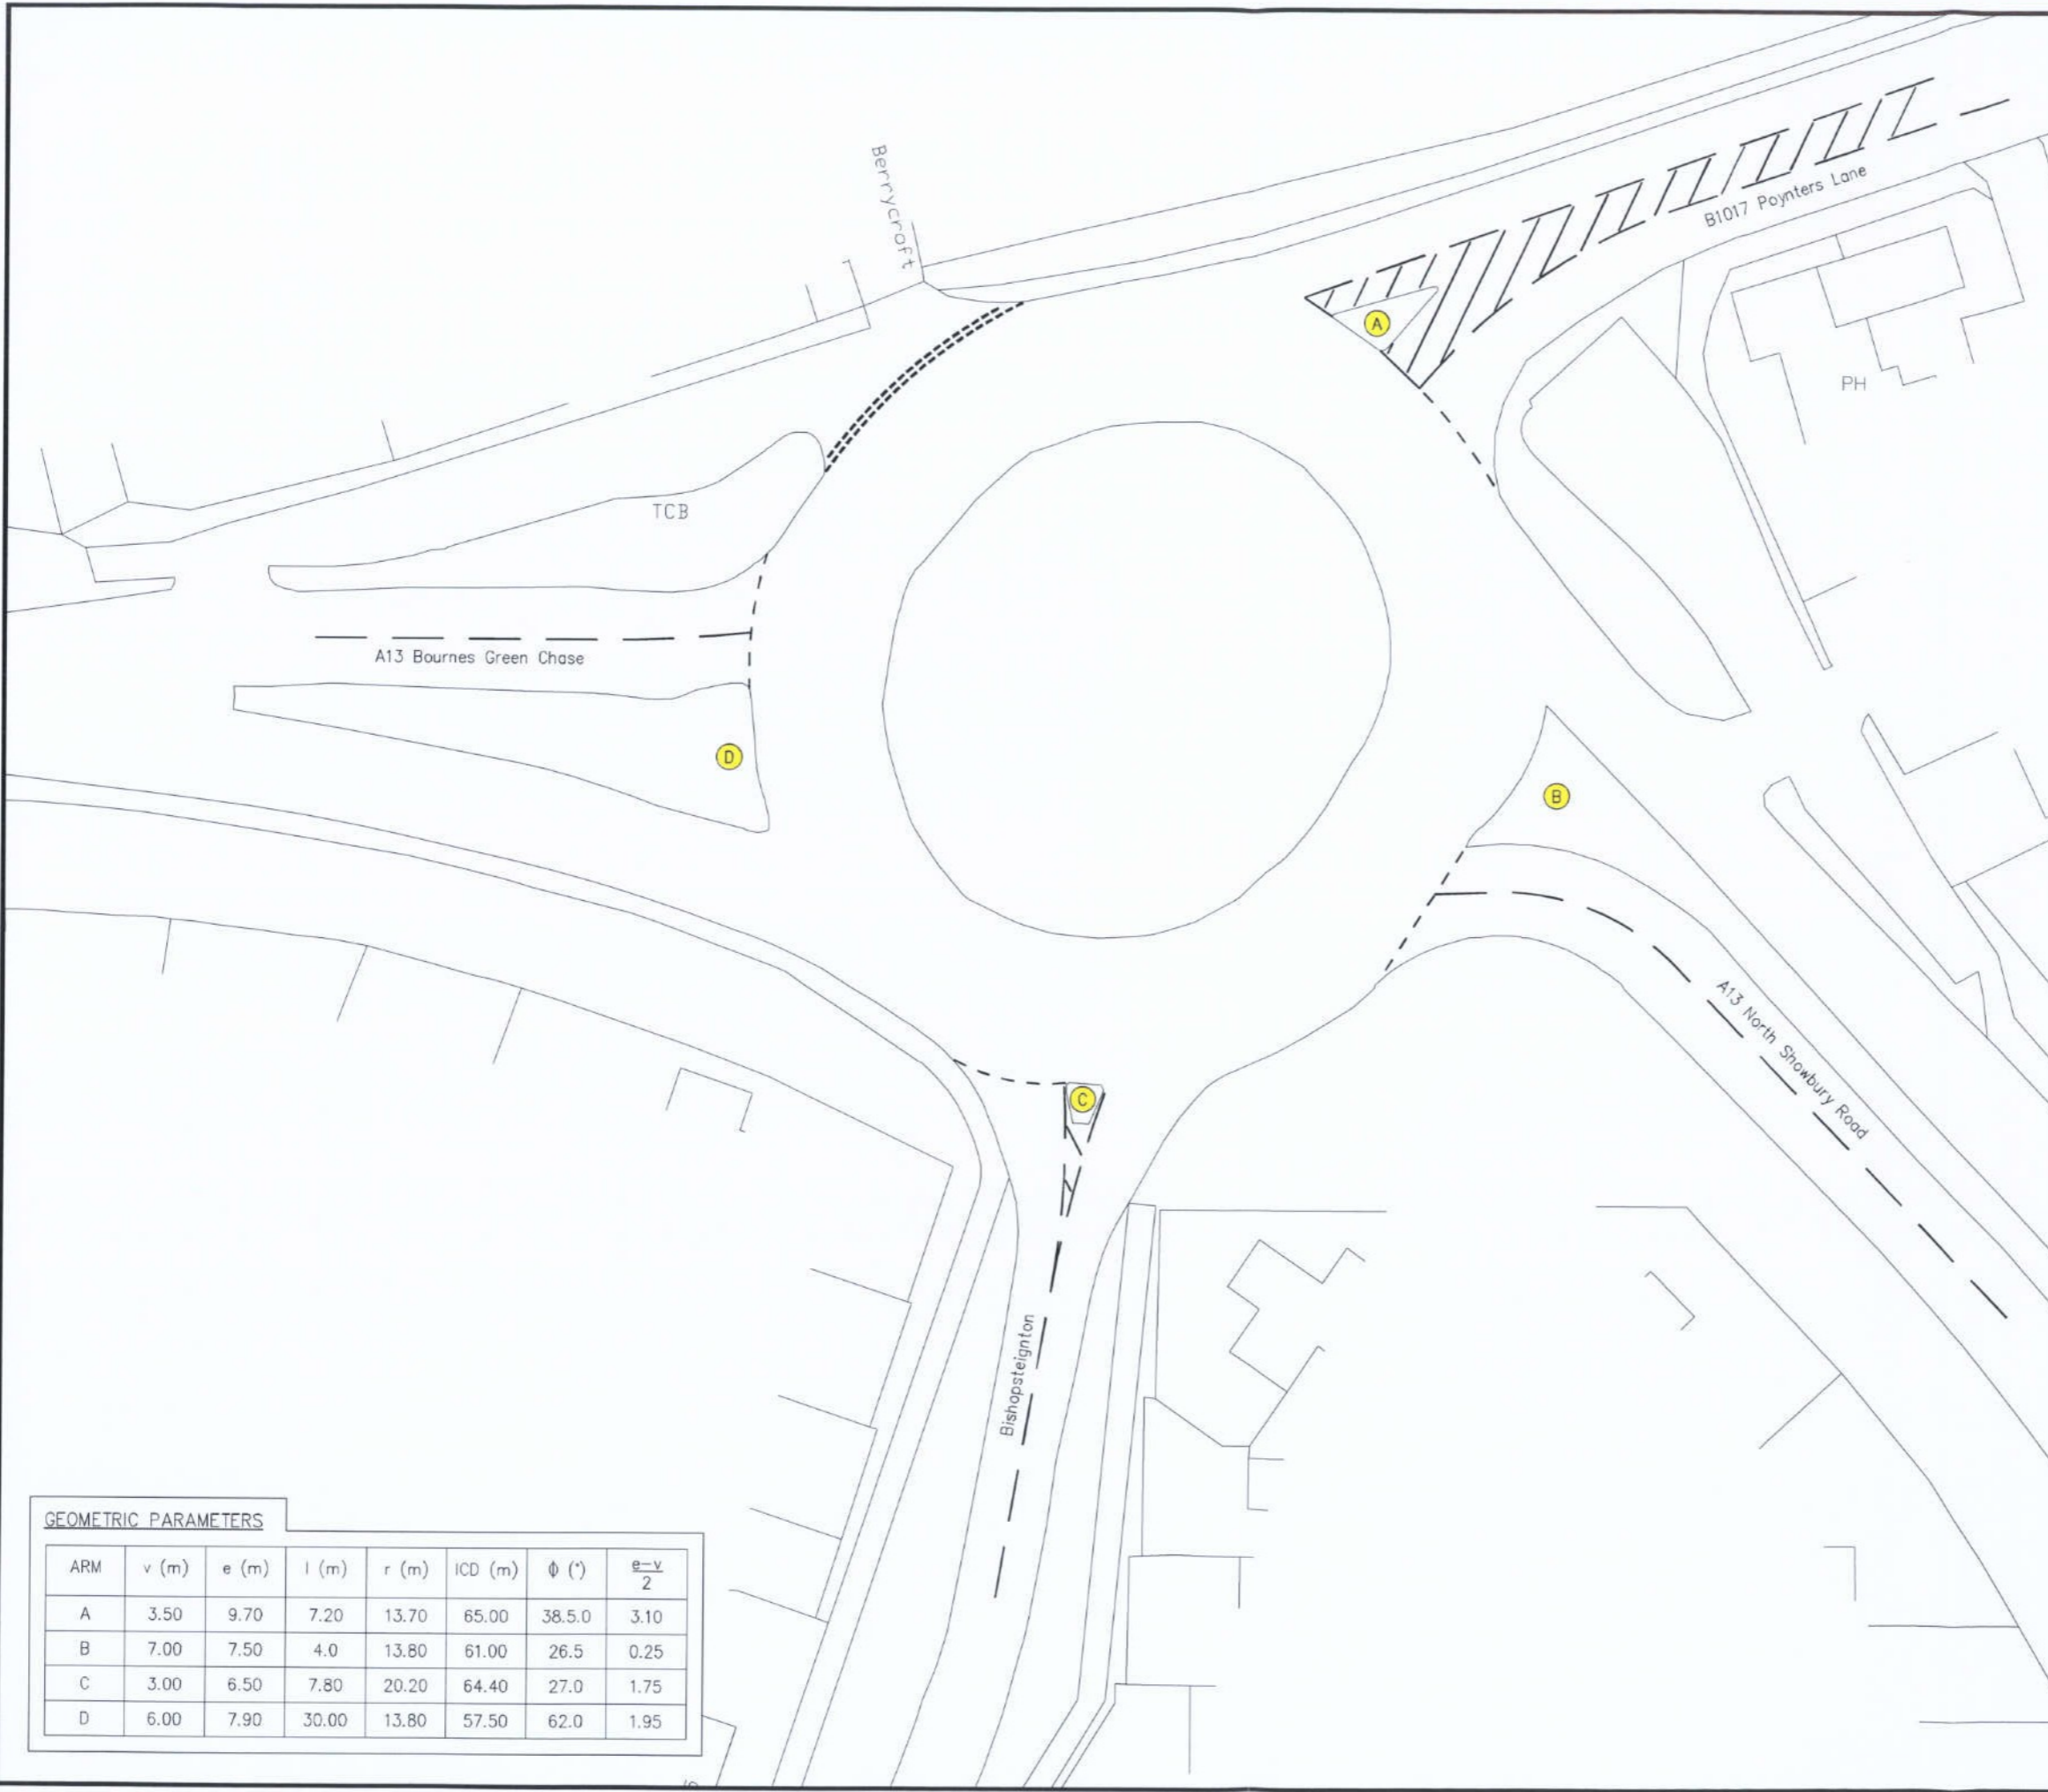 Berrycroft
B1017 Poynters Lane
A
PH
TCB
A13 Bournes Green Chase
D
B
A13 North Showbury Road
C
Bishopsteignton
GEOMETRIC PARAMETERS
ARM v (m) e (m) l (m) r (m) ICD (m) ϕ (°) e-v
2
A 3.50 9.70 7.20 13.70 65.00 38.5.0 3.10
B 7.00 7.50 4.0 13.80 61.00 26.5 0.25
C 3.00 6.50 7.80 20.20 64.40 27.0 1.75
D 6.00 7.90 30.00 13.80 57.50 62.0 1.95